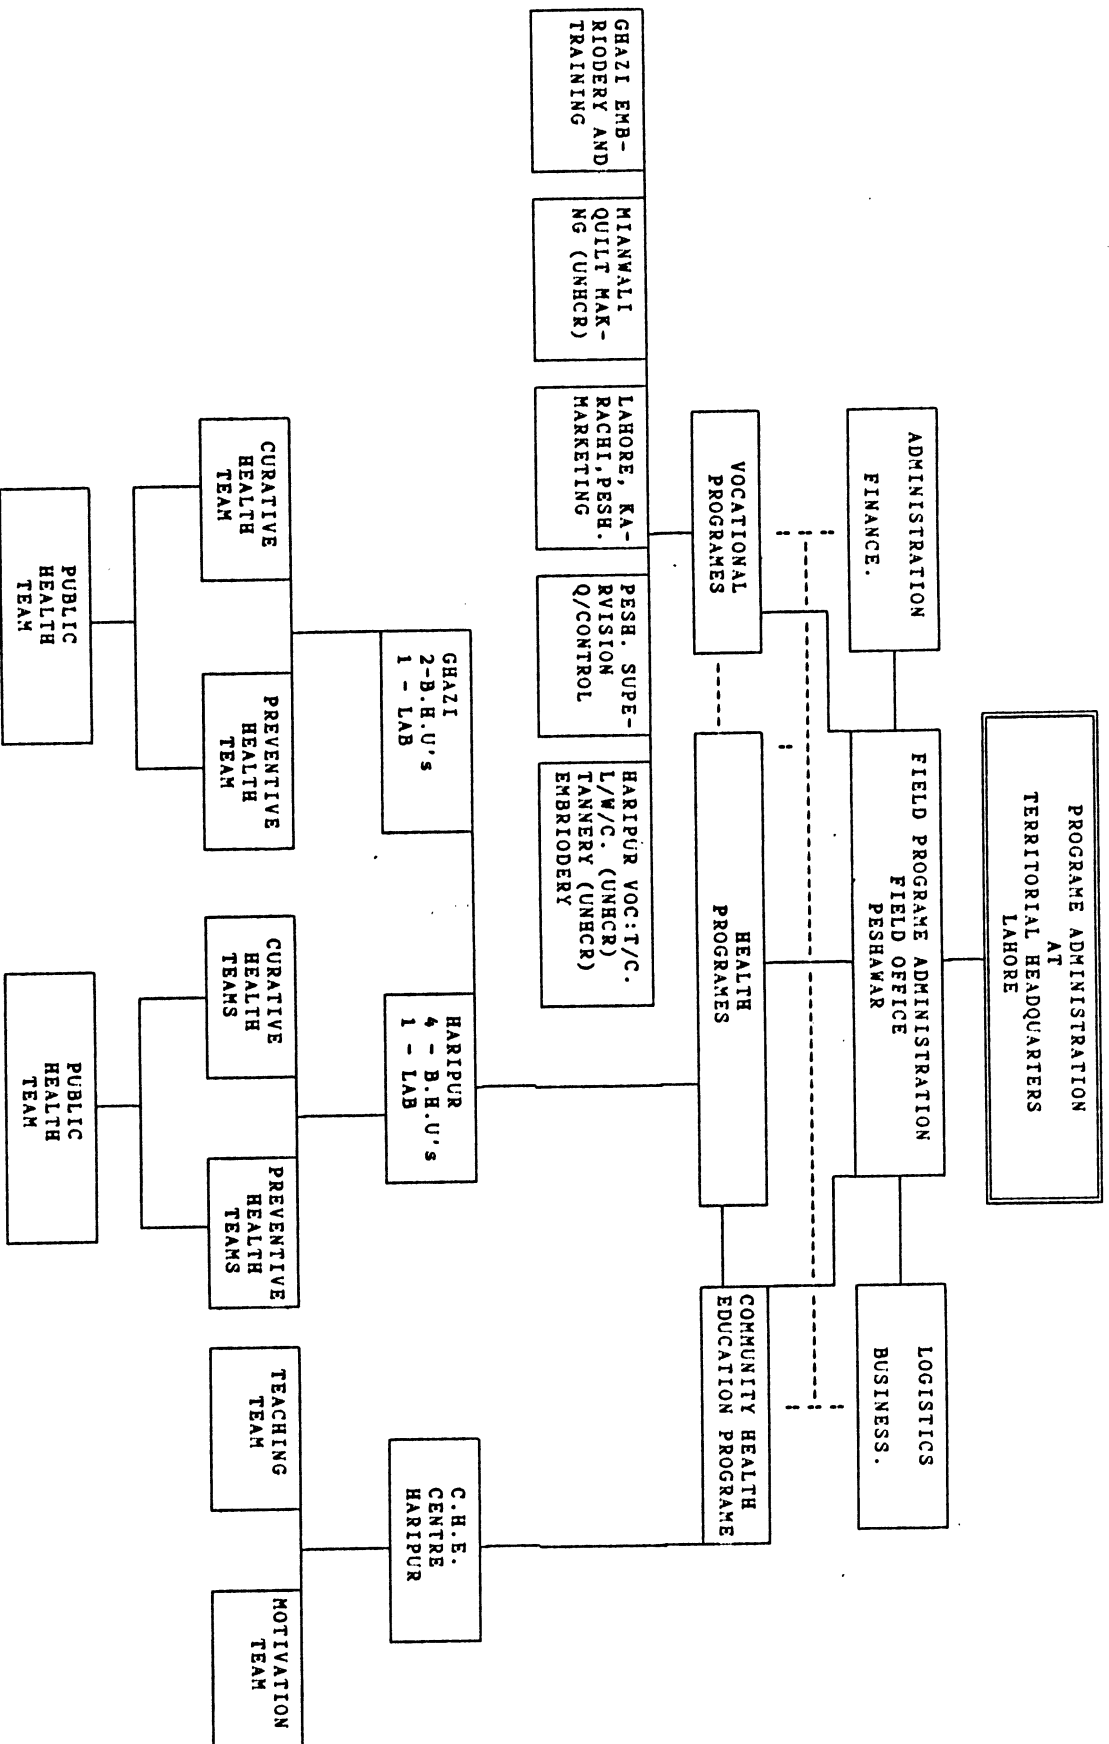 PROGRAME ADMINISTRATION
AT
TERRITORIAL HEADQUARTERS
LAHORE
ADMINISTRATION
FINANCE.
FIELD PROGRAME ADMINISTRATION
FIELD OFFICE
PESHAWAR
LOGISTICS
BUSINESS.
VOCATIONAL
PROGRAMES
HEALTH
PROGRAMES
COMMUNITY HEALTH
EDUCATION PROGRAME
GHAZI EMB-
RIODERY AND
TRAINING
MIANWALI
QUILT MAK-
NG (UNHCR)
LAHORE, KA-
RACHI,PESH.
MARKETING
PESH. SUPE-
RVISION
Q/CONTROL
HARIPUR VOC:T/C.
L/W/C. (UNHCR)
TANNERY (UNHCR)
EMBRIODERY
GHAZI
2-B.H.U's
1 - LAB
HARIPUR
4 - B.H.U's
1 - LAB
C.H.E.
CENTRE
HARIPUR
CURATIVE
HEALTH
TEAM
PREVENTIVE
HEALTH
TEAM
CURATIVE
HEALTH
TEAMS
PREVENTIVE
HEALTH
TEAMS
TEACHING
TEAM
MOTIVATION
TEAM
PUBLIC
HEALTH
TEAM
PUBLIC
HEALTH
TEAM